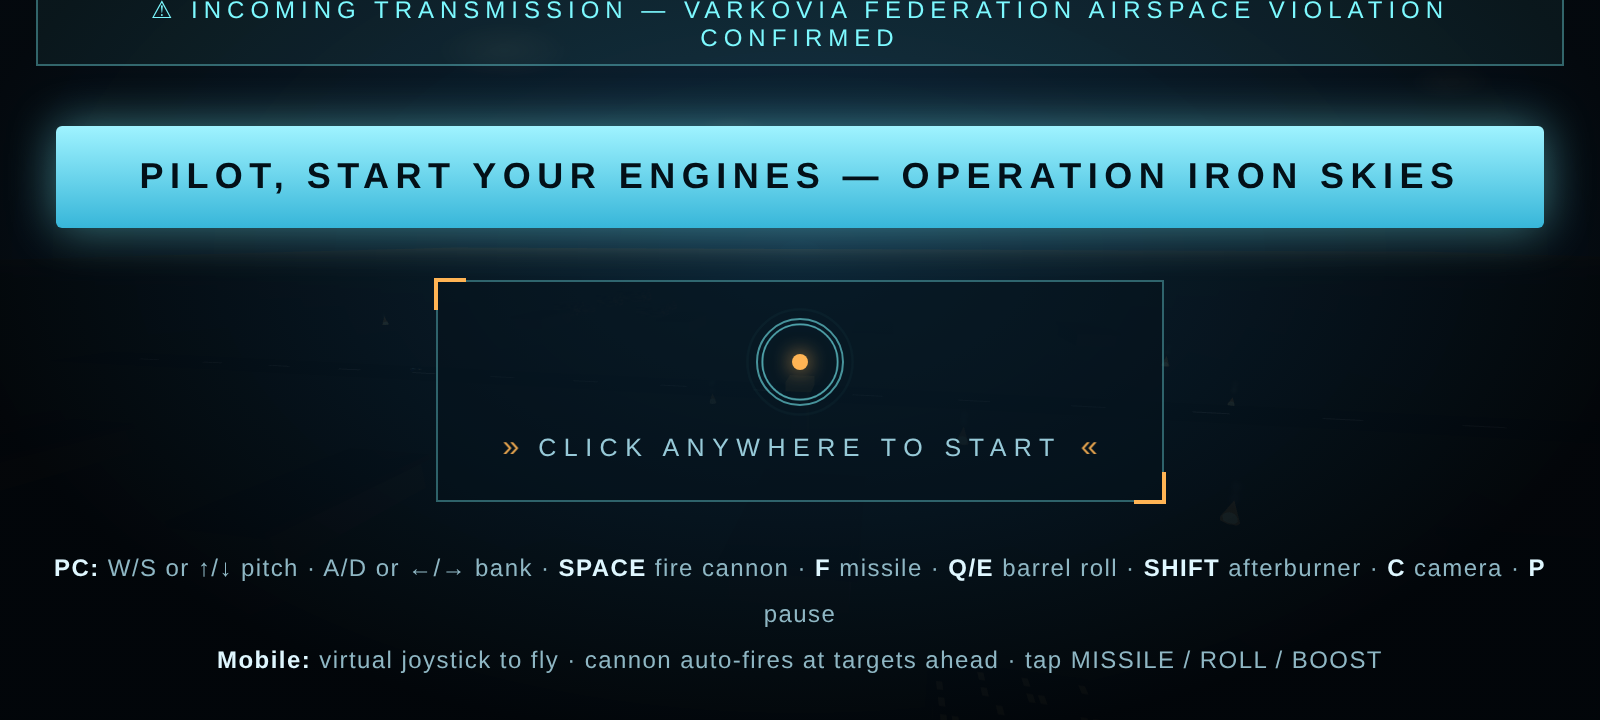 ⚠ INCOMING TRANSMISSION — VARKOVIA FEDERATION AIRSPACE VIOLATION
CONFIRMED
PILOT, START YOUR ENGINES — OPERATION IRON SKIES
» CLICK ANYWHERE TO START «
PC: W/S or ↑/↓ pitch · A/D or ←/→ bank · SPACE fire cannon · F missile · Q/E barrel roll · SHIFT afterburner · C camera · P
pause
Mobile: virtual joystick to fly · cannon auto-fires at targets ahead · tap MISSILE / ROLL / BOOST